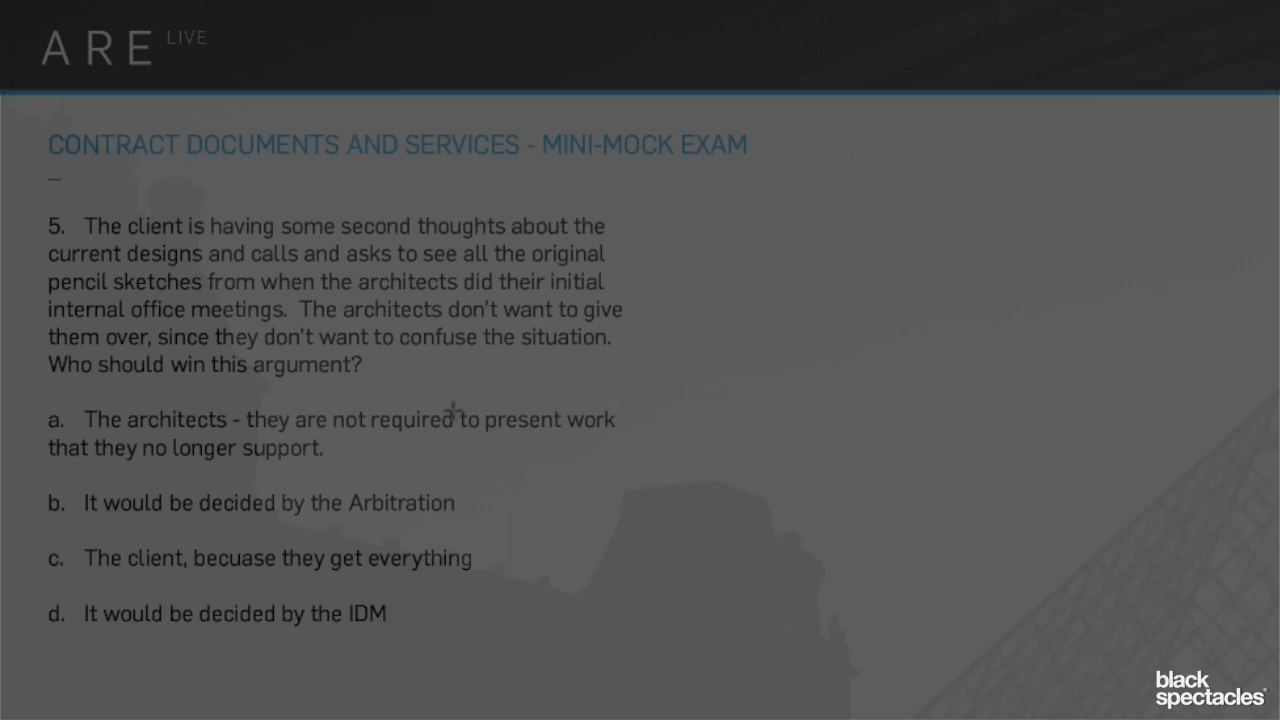 ARE LIVE
CONTRACT DOCUMENTS AND SERVICES - MINI-MOCK EXAM
5. The client is having some second thoughts about the
current designs and calls and asks to see all the original
pencil sketches from when the architects did their initial
internal office meetings. The architects don't want to give
them over, since they don't want to confuse the situation.
Who should win this argument?
a. The architects - they are not required to present work
that they no longer support.
b. It would be decided by the Arbitration
c. The client, becuase they get everything
d. It would be decided by the IDM
black
spectacles